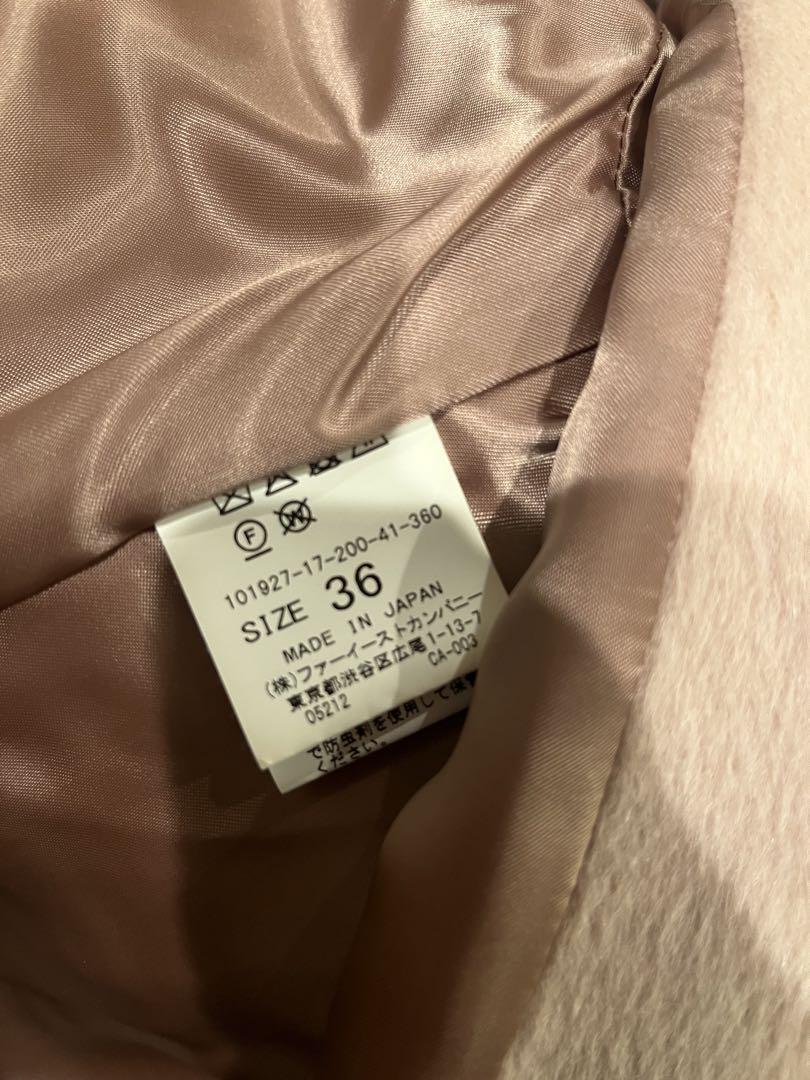 F W
101927-17-200-41-360
SIZE 36
MADE IN JAPAN
(株)ファーイーストカンパニー
東京都渋谷区広尾1-13-7
05212 CA-003
で防虫剤を使用して保管
ください。